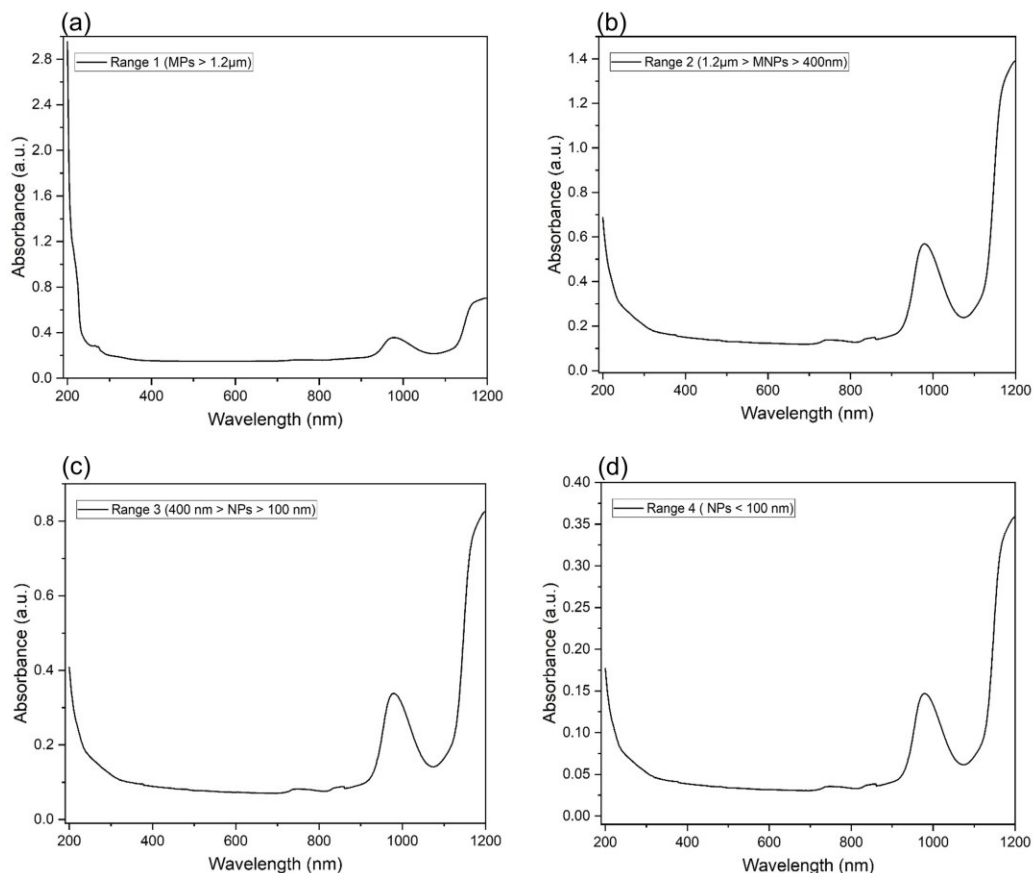 (a)
Range 1 (MPs > 1.2μm)
2.8
2.4
2.0
1.6
1.2
0.8
0.4
0.0
Absorbance (a.u.)
200 400 600 800 1000 1200
Wavelength (nm)
(b)
Range 2 (1.2μm > MNPs > 400nm)
1.4
1.2
1.0
0.8
0.6
0.4
0.2
0.0
Absorbance (a.u.)
200 400 600 800 1000 1200
Wavelength (nm)
(c)
Range 3 (400 nm > NPs > 100 nm)
0.8
0.6
0.4
0.2
0.0
Absorbance (a.u.)
200 400 600 800 1000 1200
Wavelength (nm)
(d)
Range 4 ( NPs < 100 nm)
0.40
0.35
0.30
0.25
0.20
0.15
0.10
0.05
0.00
Absorbance (a.u.)
200 400 600 800 1000 1200
Wavelength (nm)